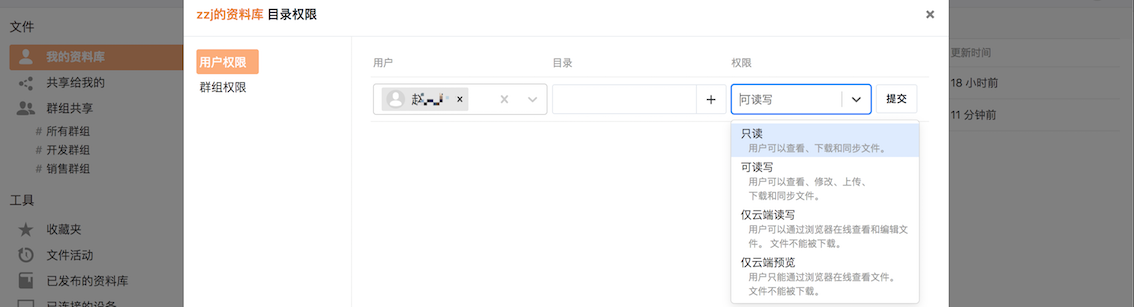 zzj的资料库 目录权限
文件
我的资料库
共享给我的
群组共享
# 所有群组
# 开发群组
# 销售群组
工具
收藏夹
文件活动
已发布的资料库
已连接的设备
用户权限
群组权限
用户 目录 权限
赵
可读写
提交
只读
用户可以查看、下载和同步文件。
可读写
用户可以查看、修改、上传、
下载和同步文件。
仅云端读写
用户可以通过浏览器在线查看和编辑文
件。 文件不能被下载。
仅云端预览
用户只能通过浏览器在线查看文件。
文件不能被下载。
更新时间
18 小时前
11 分钟前